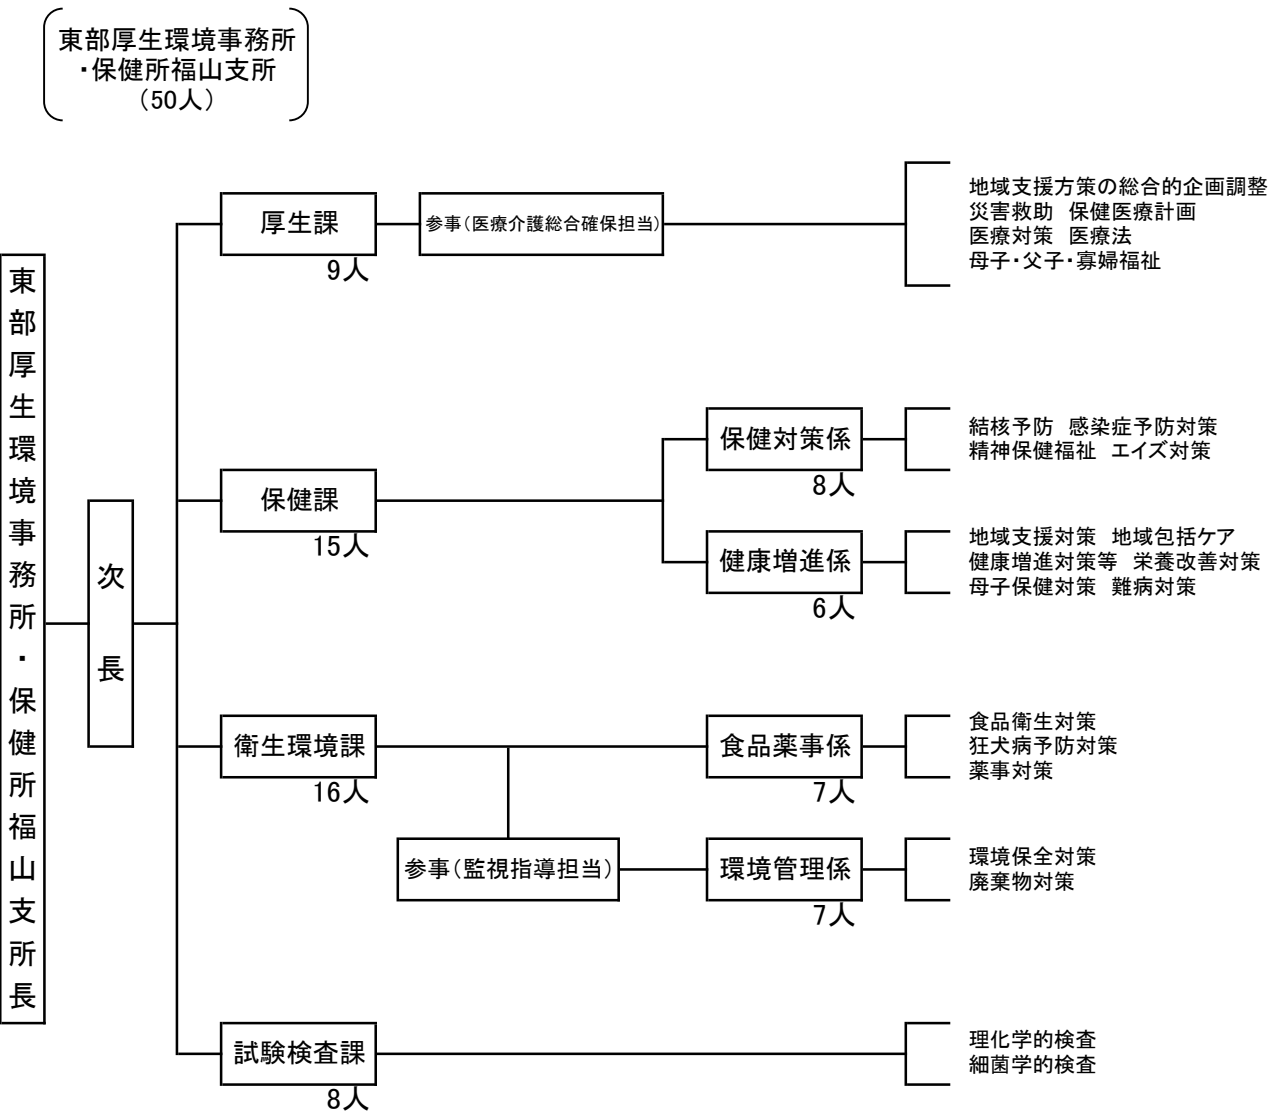 東部厚生環境事務所
・保健所福山支所
(50人)
東部厚生環境事務所・保健所福山支所長
次長
厚生課
9人
参事(医療介護総合確保担当)
地域支援方策の総合的企画調整
災害救助 保健医療計画
医療対策 医療法
母子・父子・寡婦福祉
保健課
15人
保健対策係
8人
結核予防 感染症予防対策
精神保健福祉 エイズ対策
健康増進係
6人
地域支援対策 地域包括ケア
健康増進対策等 栄養改善対策
母子保健対策 難病対策
衛生環境課
16人
食品薬事係
7人
食品衛生対策
狂犬病予防対策
薬事対策
参事(監視指導担当)
環境管理係
7人
環境保全対策
廃棄物対策
試験検査課
8人
理化学的検査
細菌学的検査